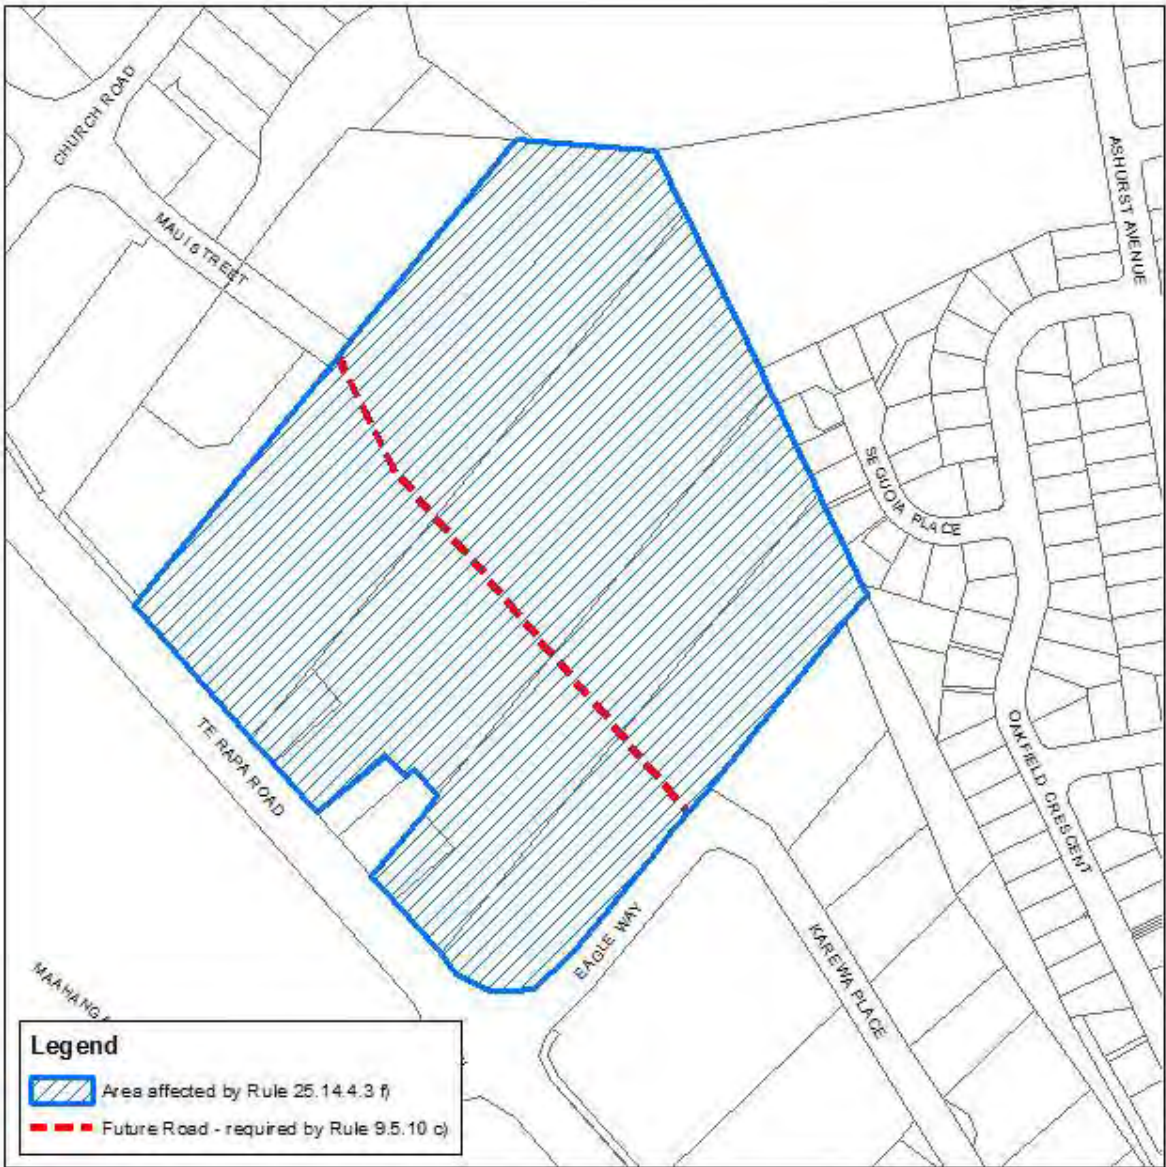 CHURCH ROAD
MAUI STREET
ASHURST AVENUE
SEQUOIA PLACE
TE RAPA ROAD
OAKFIELD CRESCENT
EAGLE WAY
KAREWA PLACE
Legend
Area affected by Rule 25.14.4.3 f)
Future Road - required by Rule 9.5.10 c)